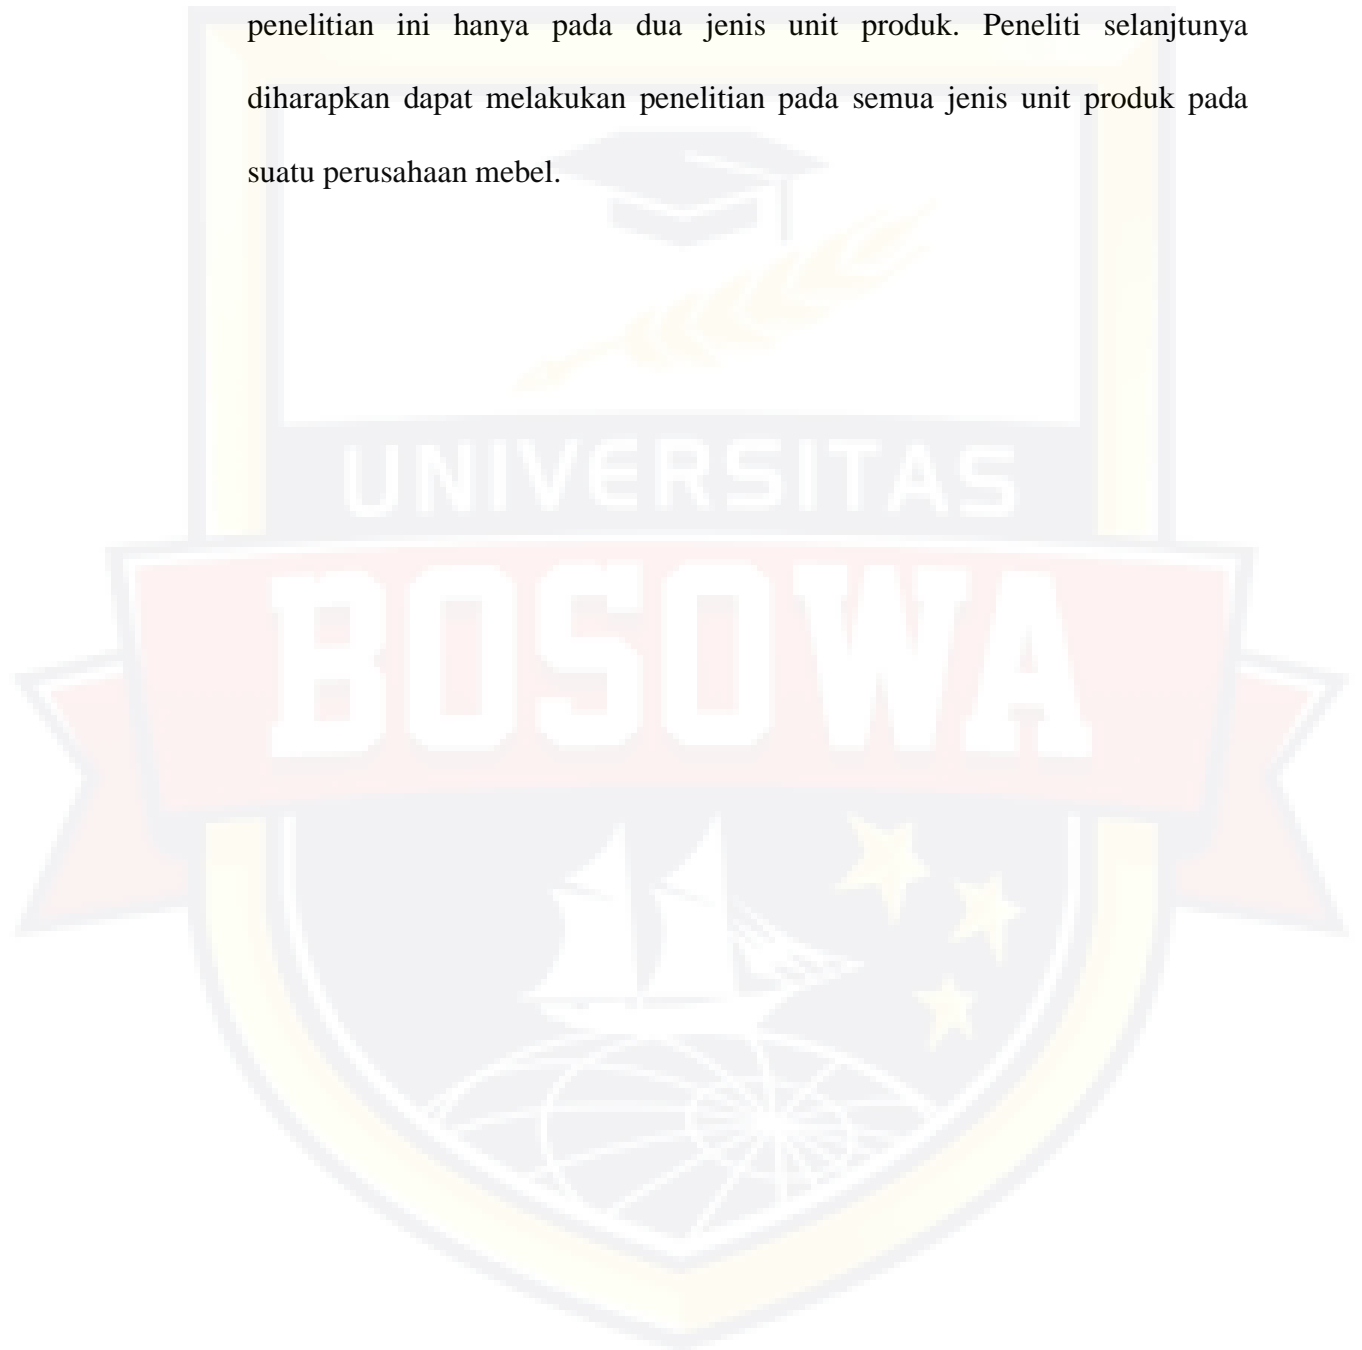 penelitian ini hanya pada dua jenis unit produk. Peneliti selanjtunya
diharapkan dapat melakukan penelitian pada semua jenis unit produk pada
suatu perusahaan mebel.
UNIVERSITAS
BOSOWA